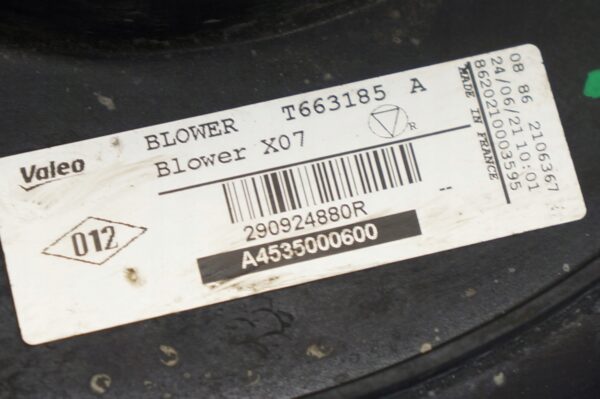 Valeo
BLOWER T663185 A
Blower X07
R
012
290924880R
A4535000600
--
MADE IN FRANCE
8620210003595
24/06/21 10:01
08 86 2106367